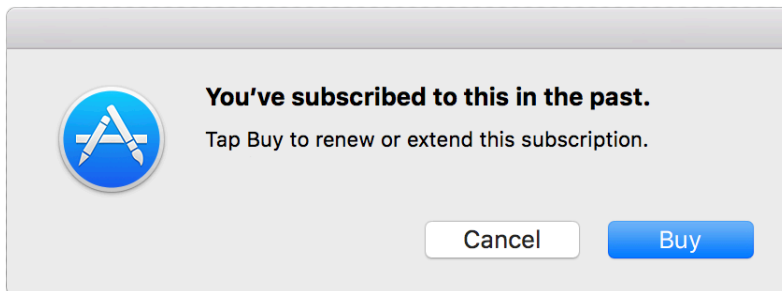 You’ve subscribed to this in the past.
Tap Buy to renew or extend this subscription.
Cancel
Buy